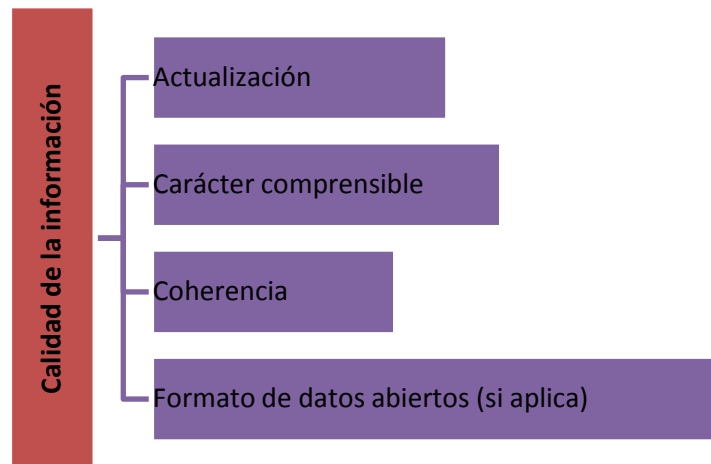 Calidad de la información
Actualización
Carácter comprensible
Coherencia
Formato de datos abiertos (si aplica)